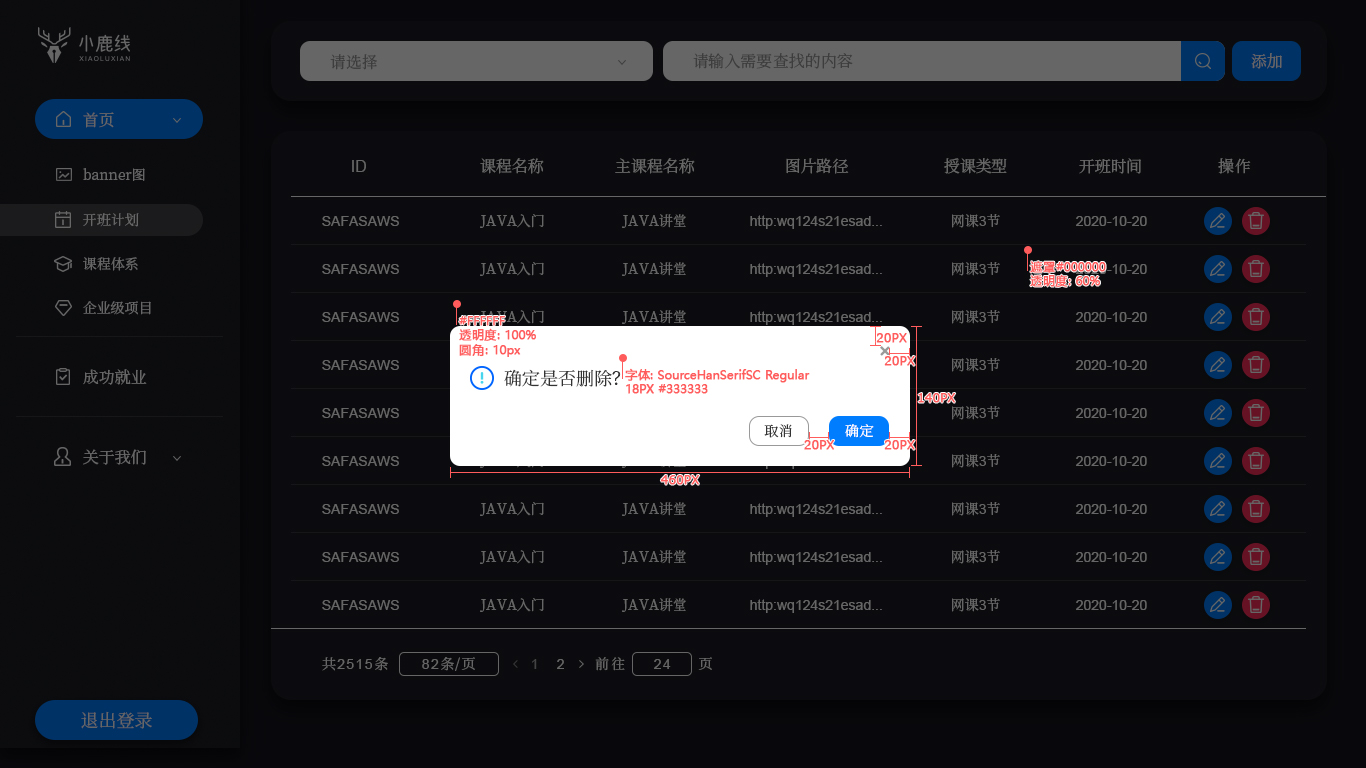 小鹿线
XIAOLUXIAN
首页
banner图
开班计划
课程体系
企业级项目
成功就业
关于我们
退出登录
请选择
请输入需要查找的内容
添加
ID 课程名称 主课程名称 图片路径 授课类型 开班时间 操作
SAFASAWS JAVA入门 JAVA讲堂 http:wq124s21esad... 网课3节 2020-10-20
SAFASAWS JAVA入门 JAVA讲堂 http:wq124s21esad... 网课3节 -10-20
遮罩#000000
透明度: 60%
SAFASAWS JAVA入门 JAVA讲堂 http:wq124s21esad... 网课3节 2020-10-20
#FFFFFF
透明度: 100%
圆角: 10px
20PX
20PX
SAFASAWS 2020-10-20
确定是否删除?
字体: SourceHanSerifSC Regular
18PX #333333
140PX
SAFASAWS 2020-10-20
取消
确定
20PX
20PX
SAFASAWS 2020-10-20
460PX
SAFASAWS JAVA入门 JAVA讲堂 http:wq124s21esad... 网课3节 2020-10-20
SAFASAWS JAVA入门 JAVA讲堂 http:wq124s21esad... 网课3节 2020-10-20
SAFASAWS JAVA入门 JAVA讲堂 http:wq124s21esad... 网课3节 2020-10-20
共2515条 82条/页 1 2 前往 24 页